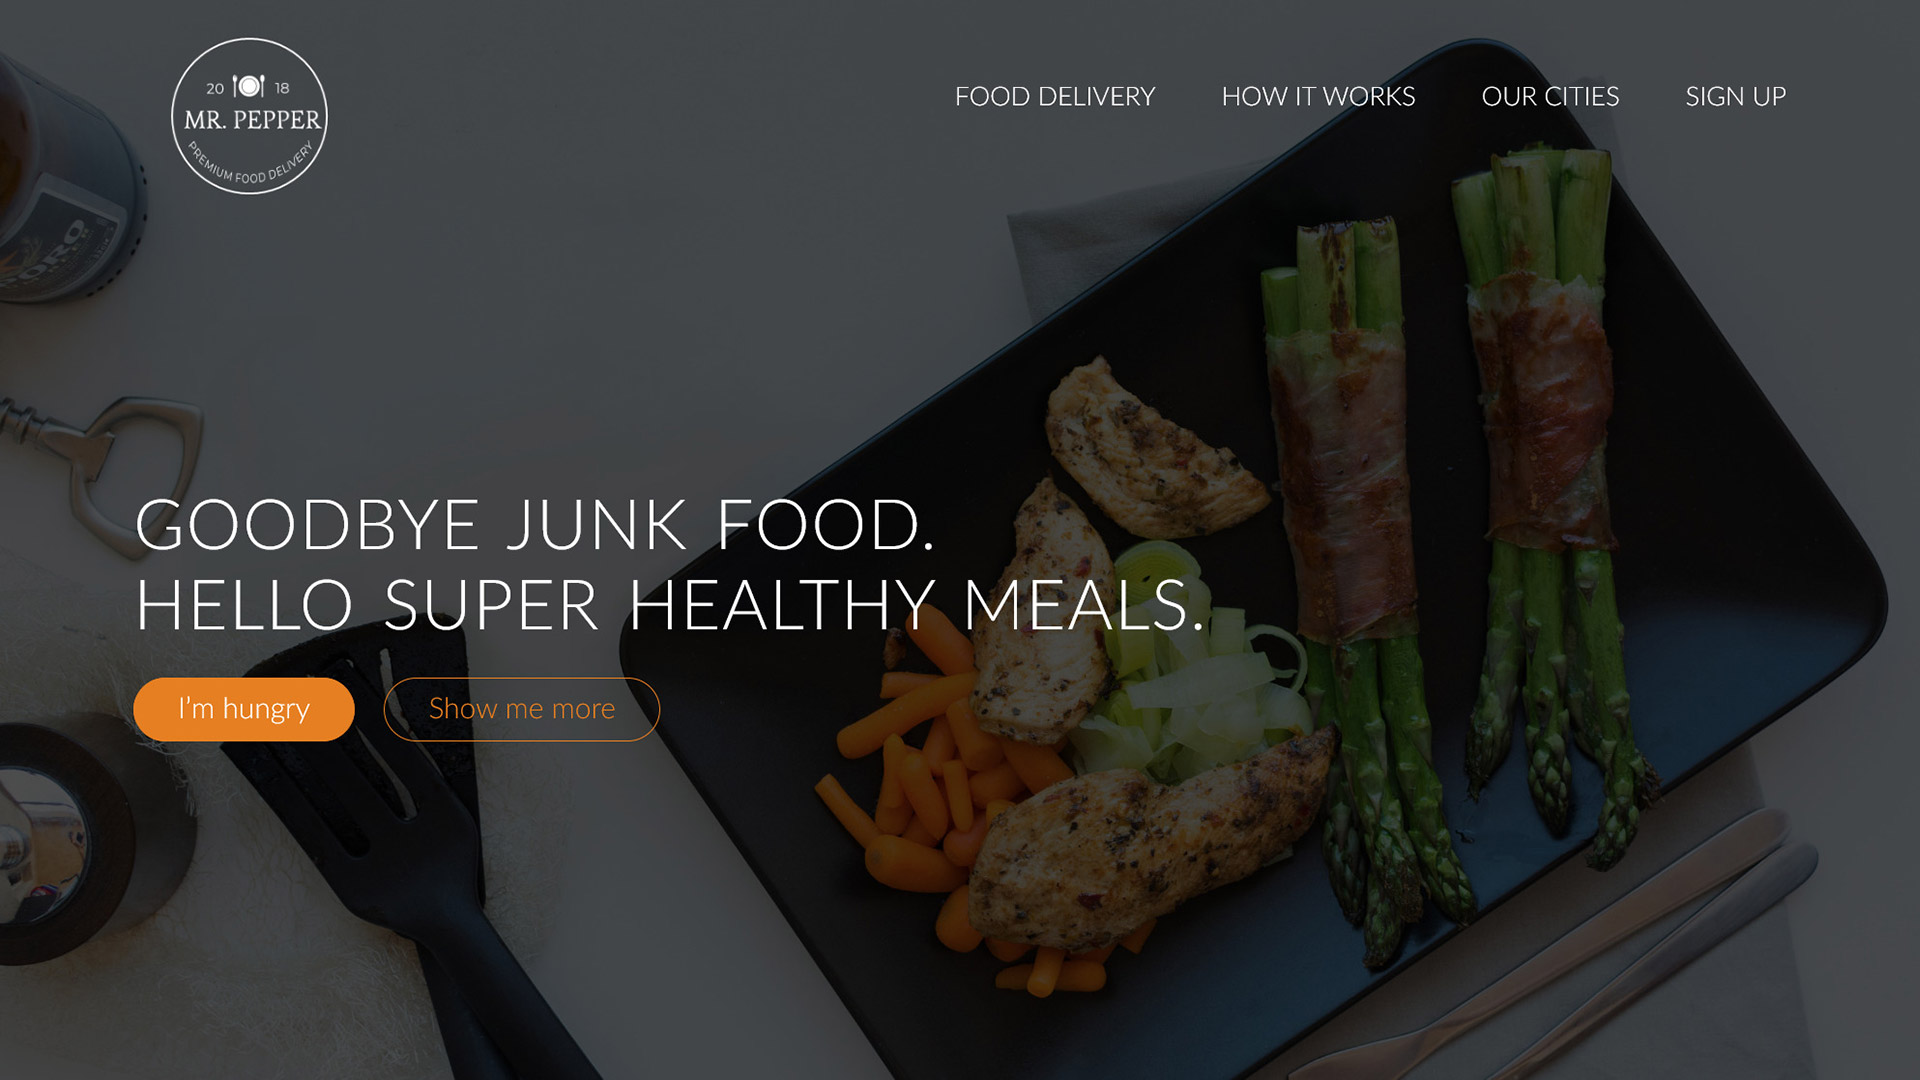 20 18
MR. PEPPER
PREMIUM FOOD DELIVERY
FOOD DELIVERY HOW IT WORKS OUR CITIES SIGN UP
GOODBYE JUNK FOOD.
HELLO SUPER HEALTHY MEALS.
I'm hungry Show me more